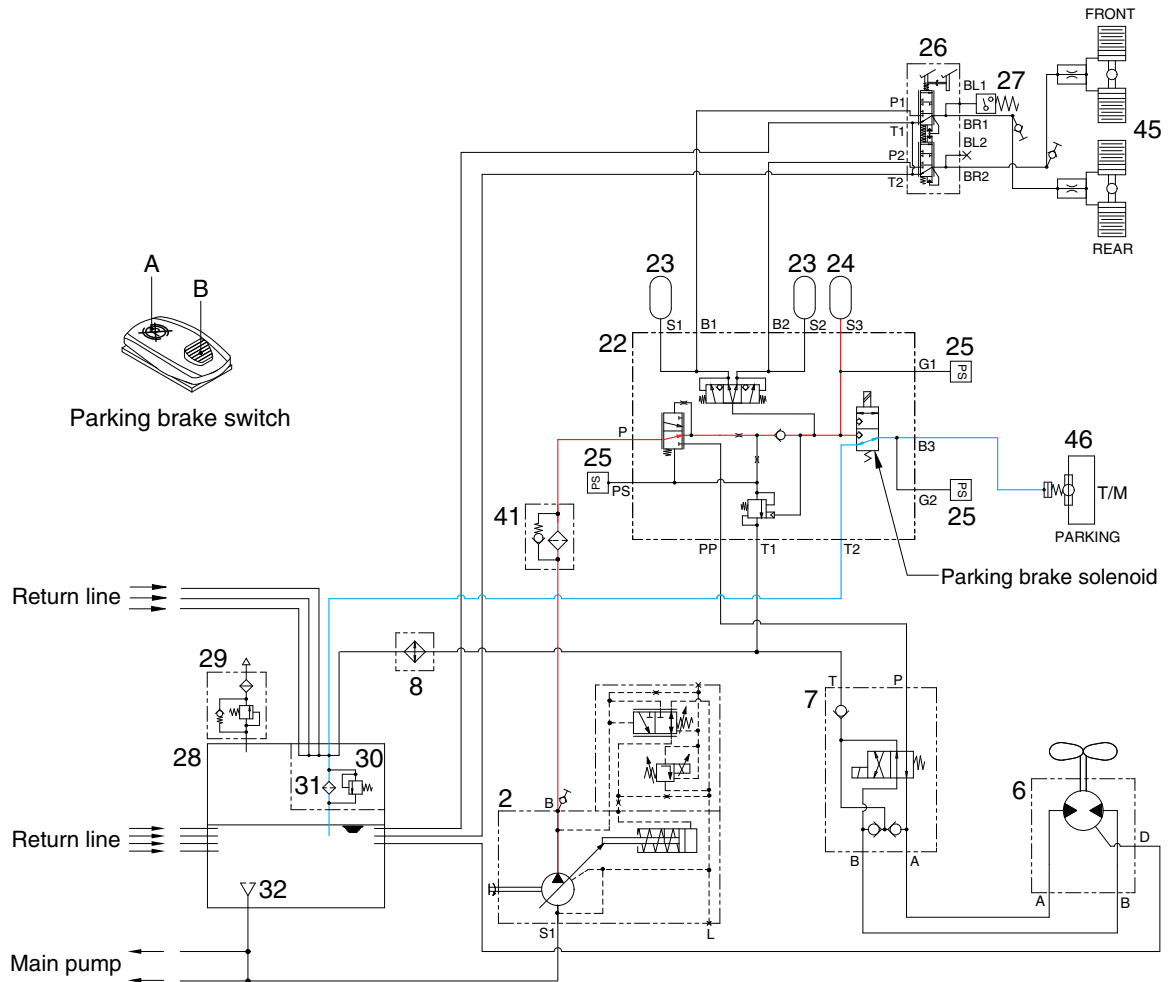 FRONT
26
BL1
27
P1
BR1
T1
BL2
45
P2
BR2
T2
REAR
A
B
23
23
24
S1
B1
B2
S2
S3
22
25
G1
PS
Parking brake switch
P
B3
46
25
PS
PS
G2
PS
25
T/M
41
PARKING
PP
T1
T2
Parking brake solenoid
Return line
29
8
T
P
7
28
30
31
2
B
6
D
Return line
B
A
32
A
B
S1
L
Main pump